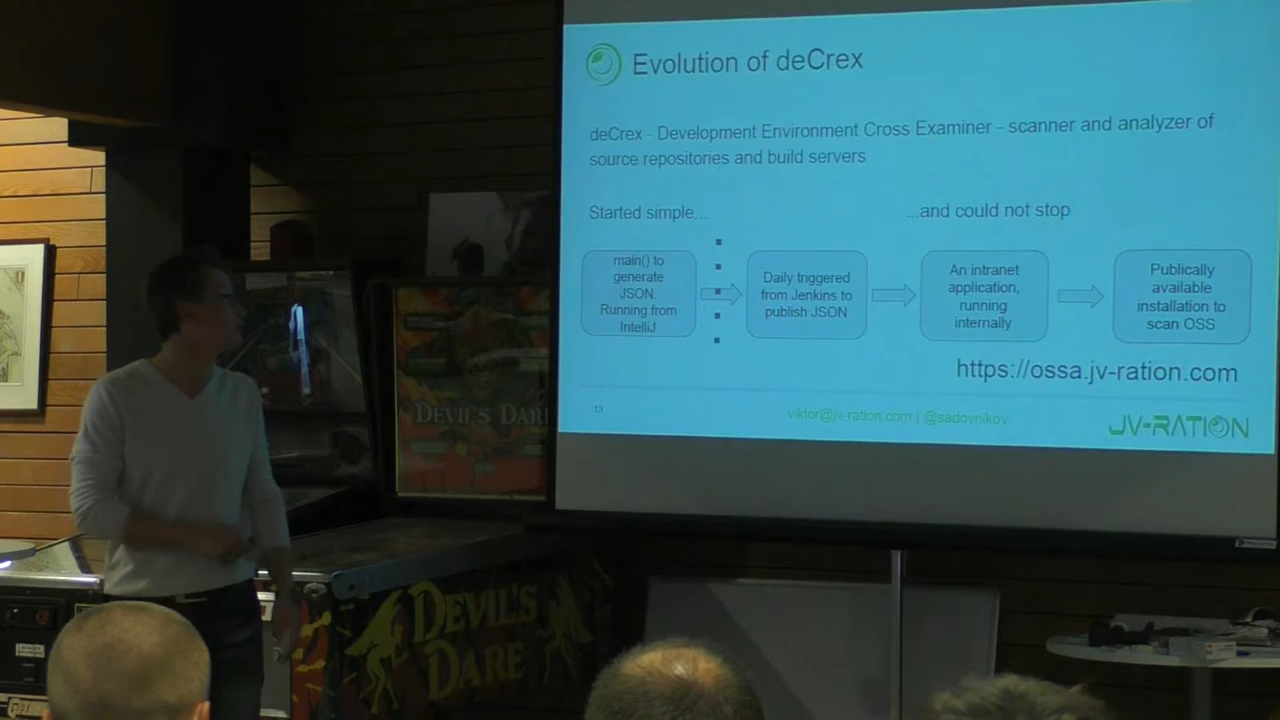 Evolution of deCrex
deCrex - Development Environment Cross Examiner - scanner and analyzer of
source repositories and build servers
Started simple...
...and could not stop
main() to
generate
JSON.
Running from
IntelliJ
Daily triggered
from Jenkins to
publish JSON
An intranet
application,
running
internally
Publically
available
installation to
scan OSS
https://ossa.jv-ration.com
13
viktor@jv-ration.com | @sadovnikov
JV-RATION
DEVIL'S DARE
DEVIL'S
DARE